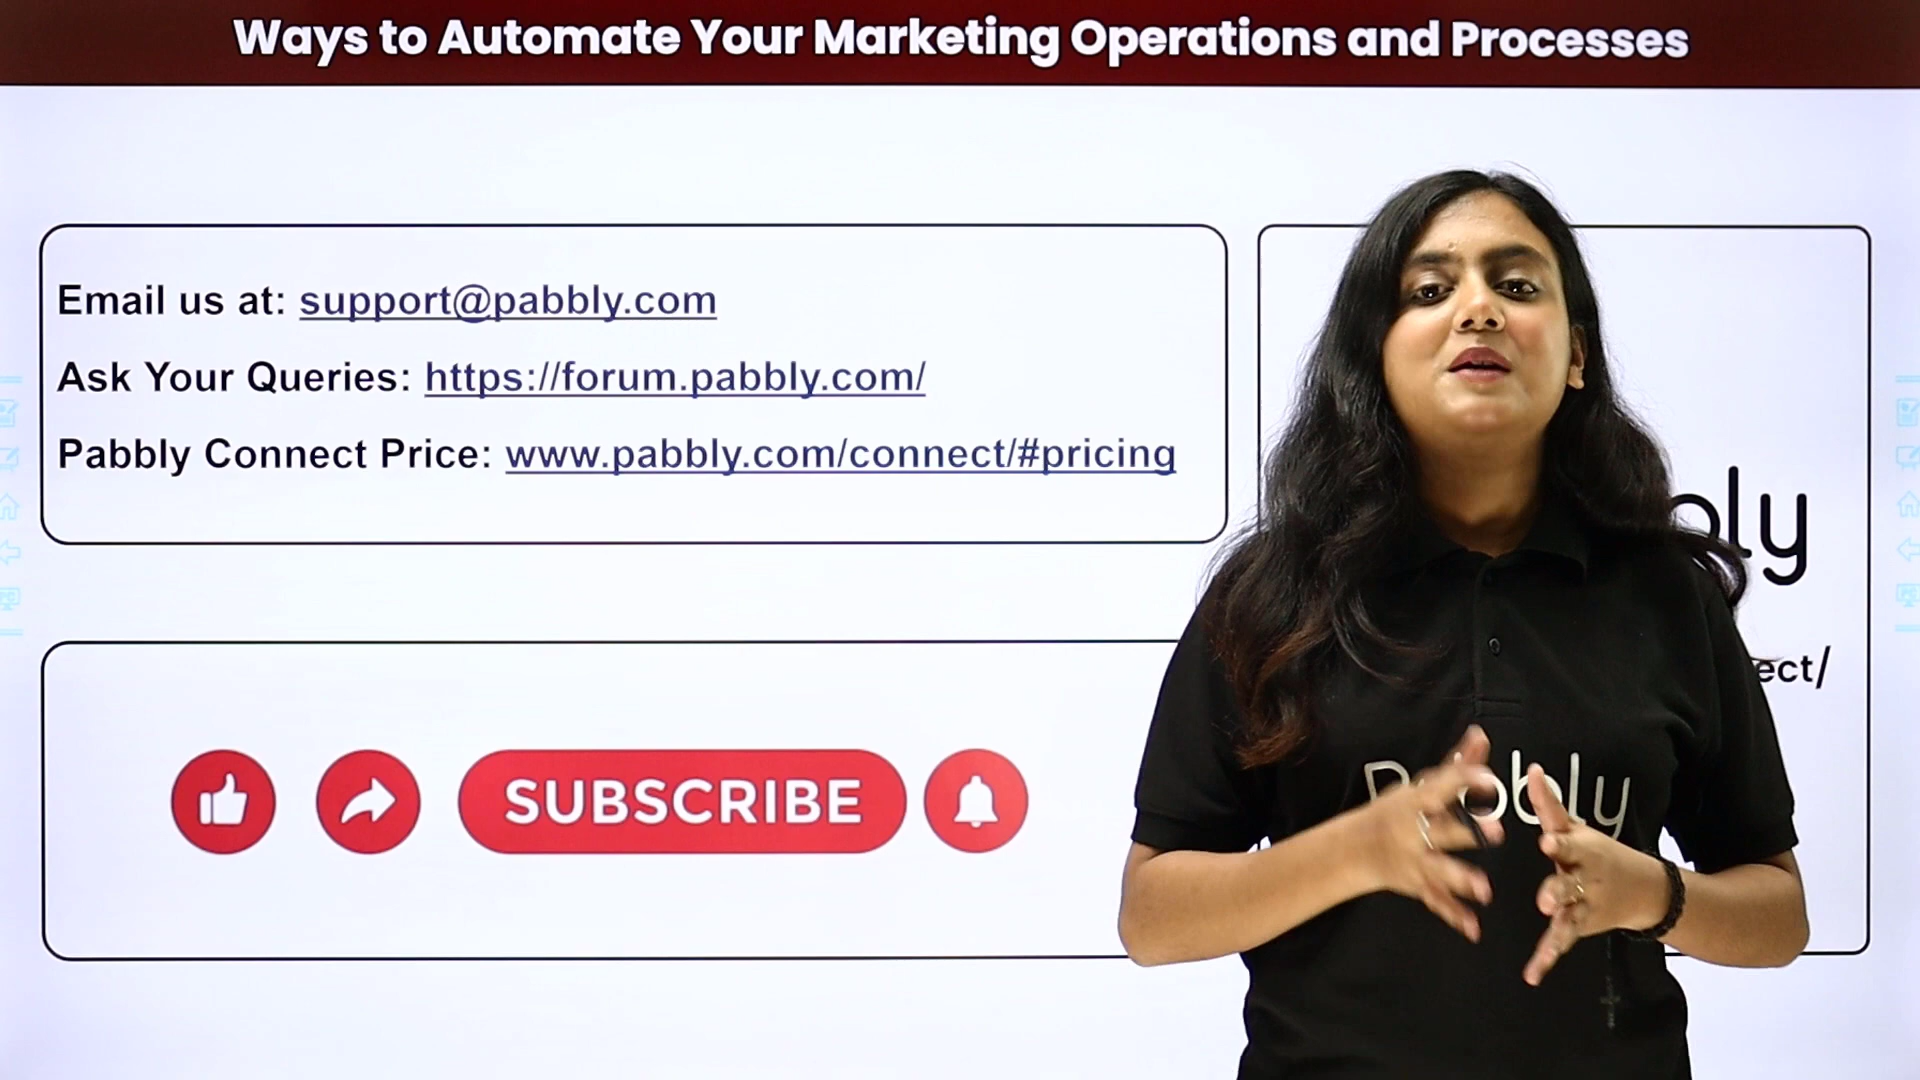 Ways to Automate Your Marketing Operations and Processes
Email us at: support@pabbly.com
Ask Your Queries: https://forum.pabbly.com/
Pabbly Connect Price: www.pabbly.com/connect/#pricing
SUBSCRIBE
Pabbly